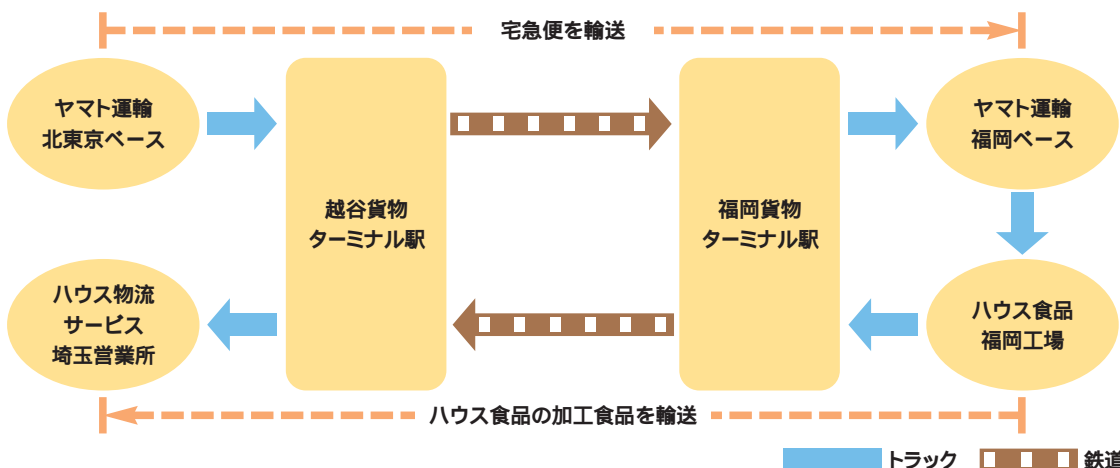 宅急便を輸送
ヤマト運輸
北東京ベース
越谷貨物
ターミナル駅
福岡貨物
ターミナル駅
ヤマト運輸
福岡ベース
ハウス物流
サービス
埼玉営業所
ハウス食品
福岡工場
ハウス食品の加工食品を輸送
トラック
鉄道